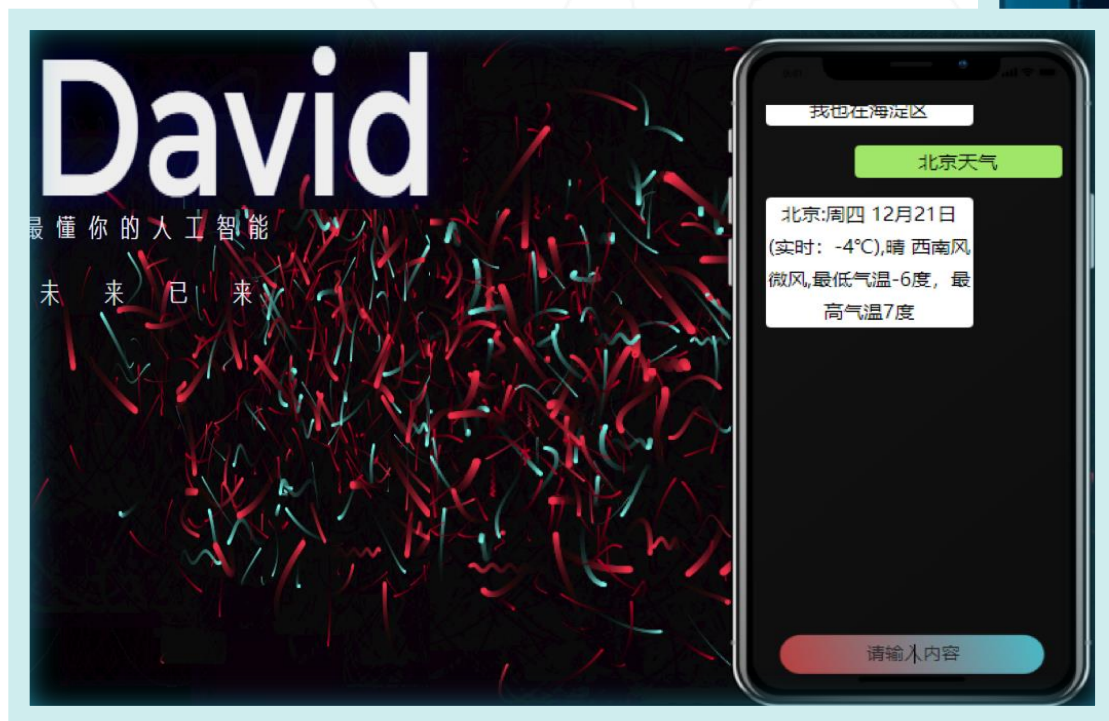 David
最懂你的人工智能
未来已来
我也在海淀区
北京天气
北京:周四 12月21日
(实时：-4℃),晴 西南风
微风,最低气温-6度，最
高气温7度
请输入内容